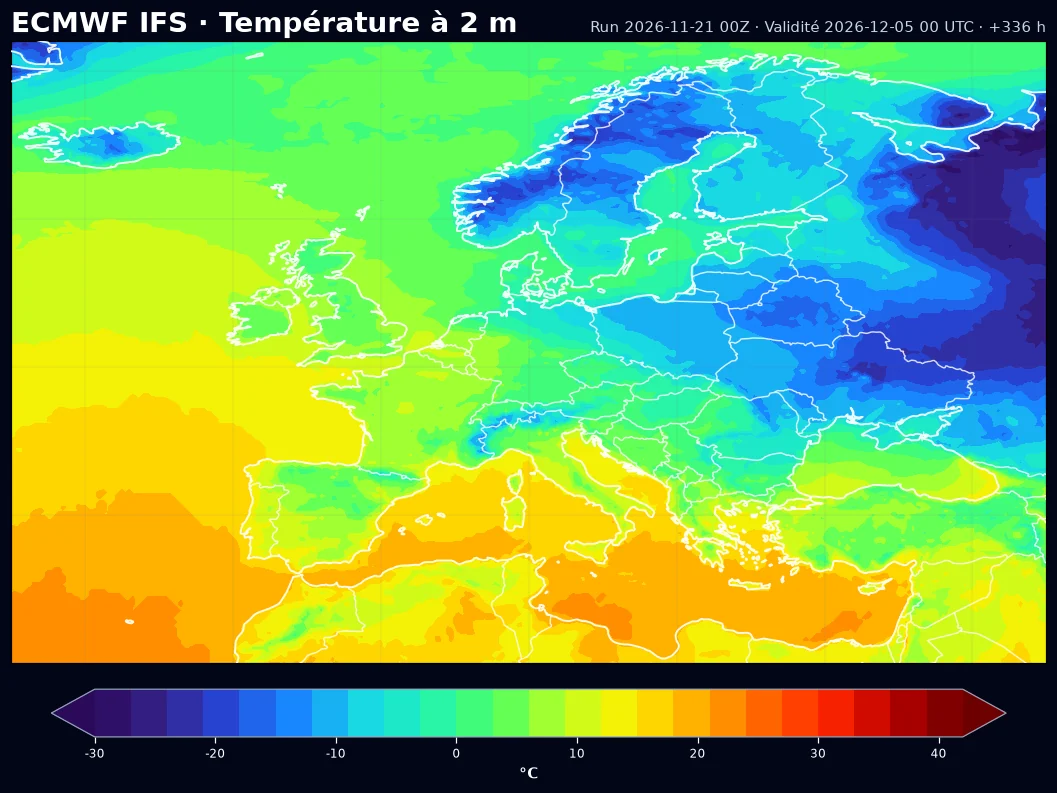 ECMWF IFS · Température à 2 m
Run 2026-11-21 00Z · Validité 2026-12-05 00 UTC · +336 h
-30 -20 -10 0 10 20 30 40
°C